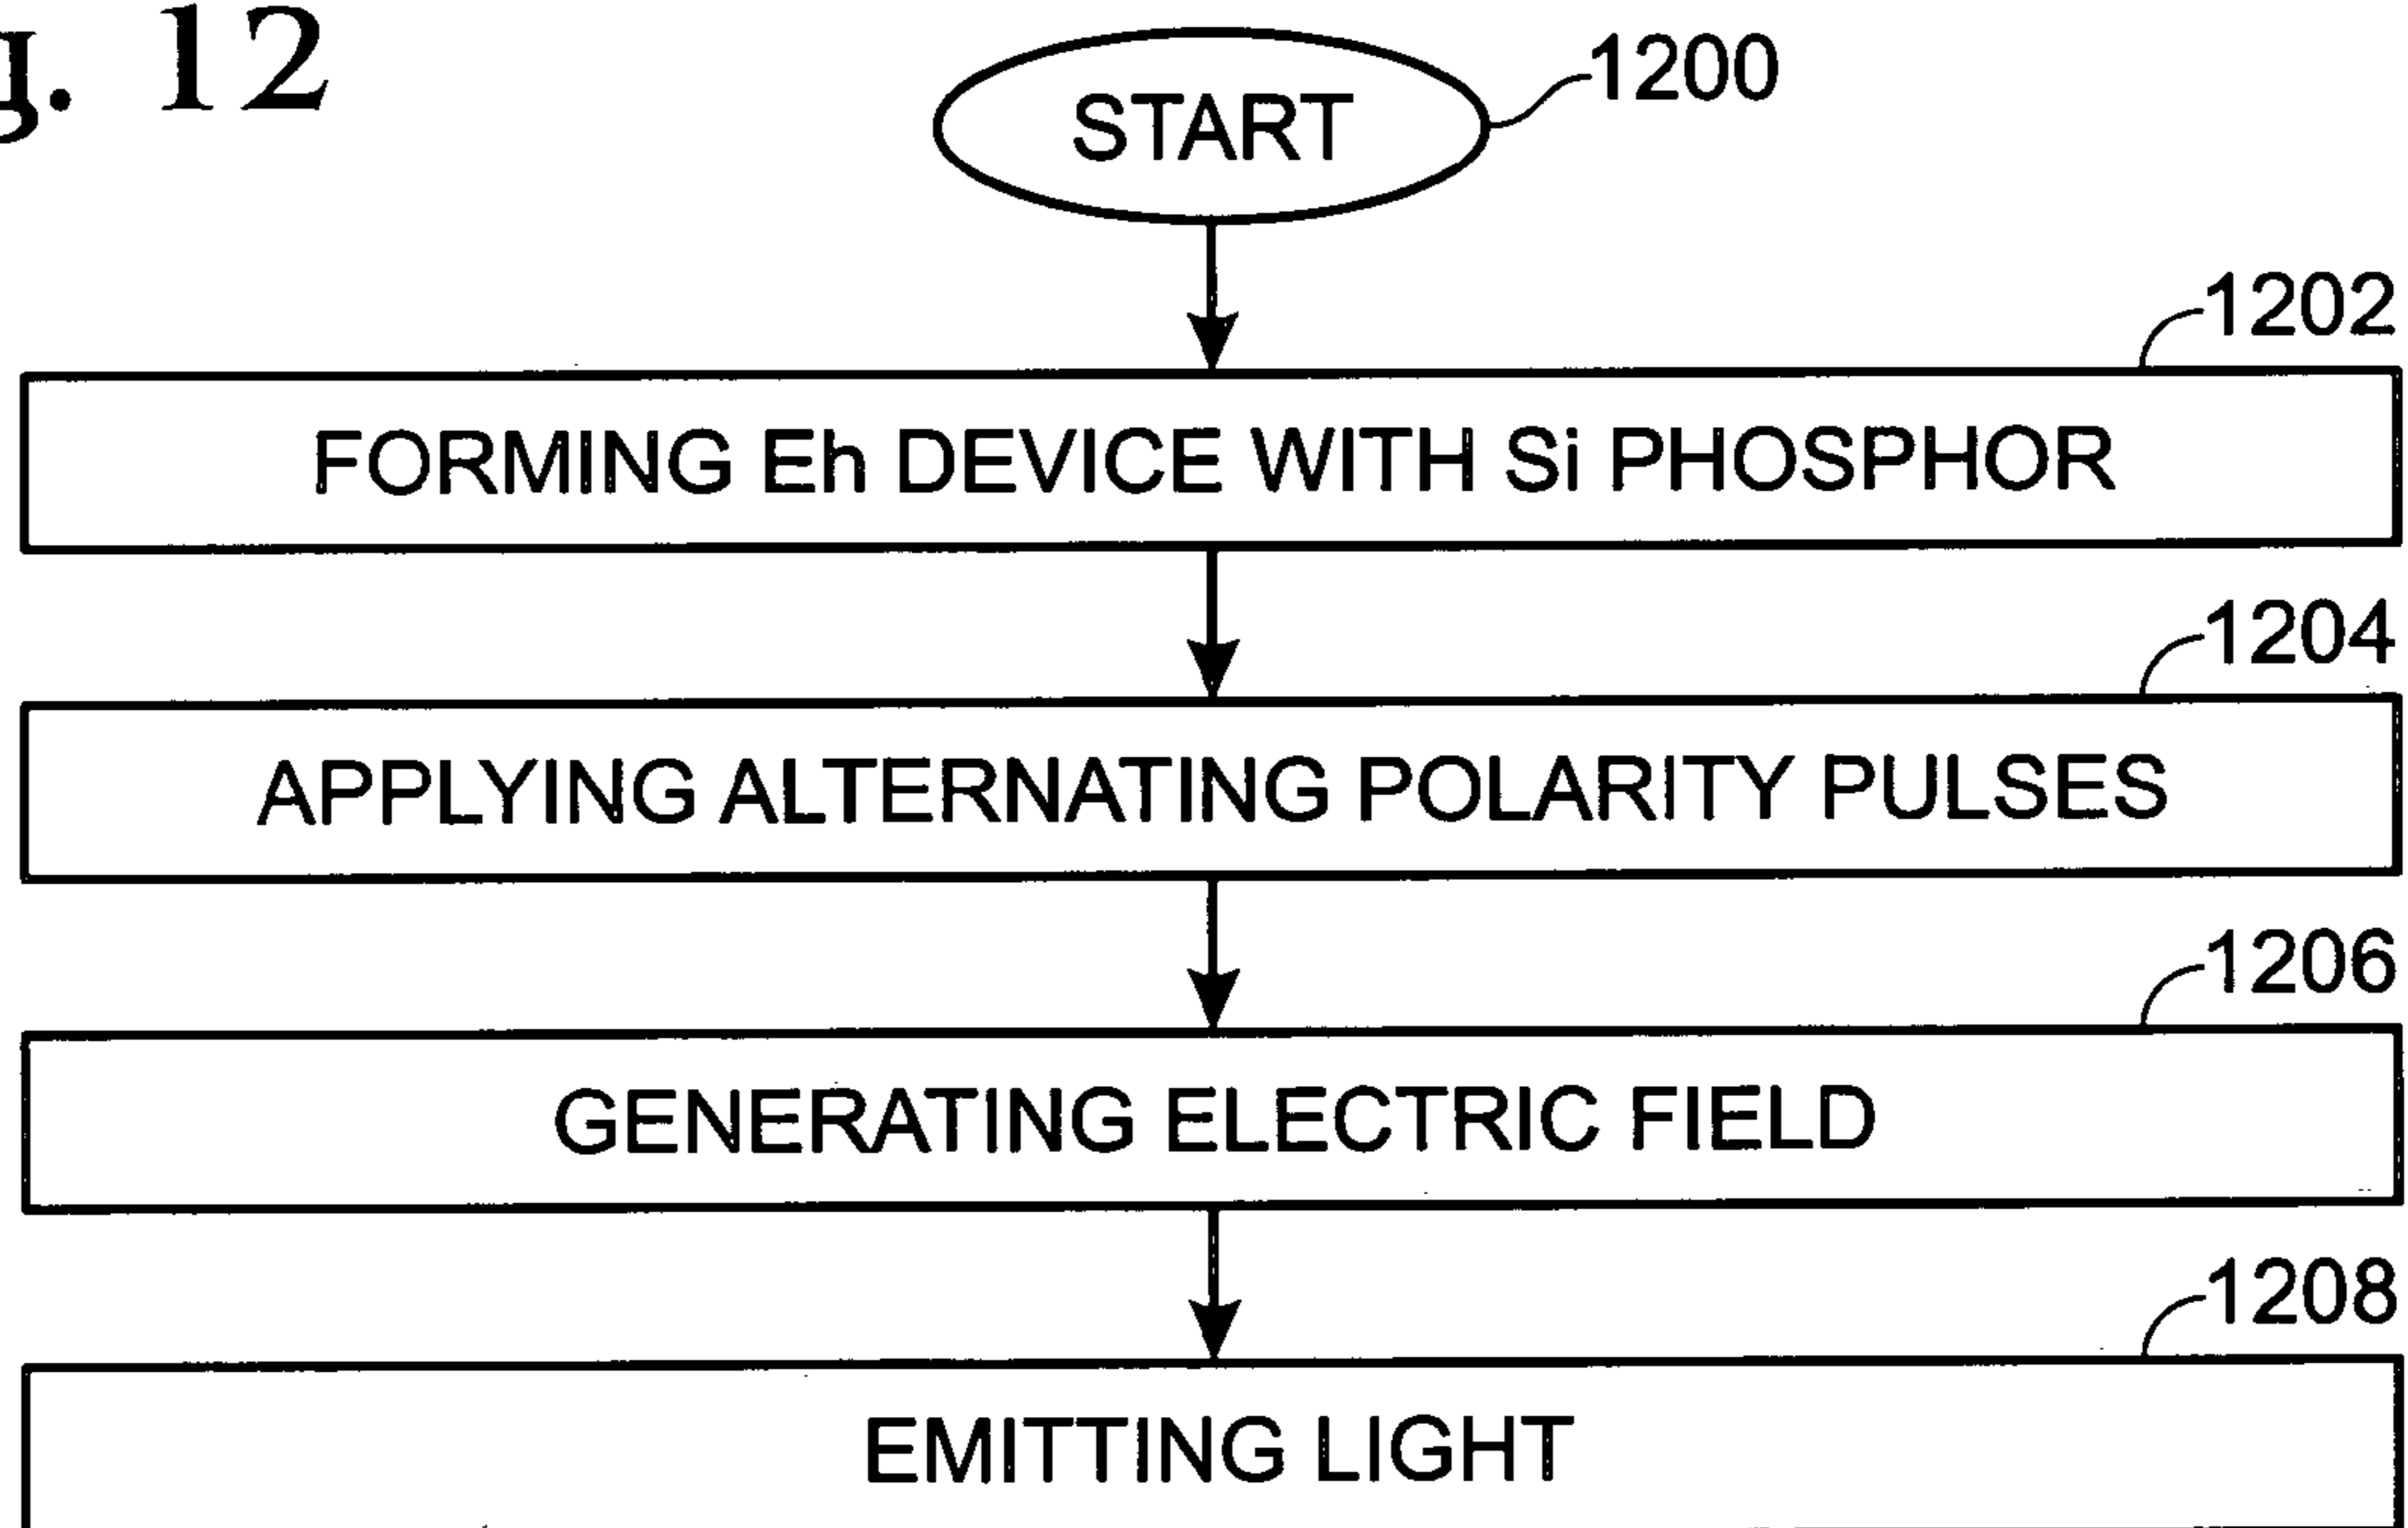 g. 12
START
1200
1202
FORMING Eh DEVICE WITH Si PHOSPHOR
1204
APPLYING ALTERNATING POLARITY PULSES
1206
GENERATING ELECTRIC FIELD
1208
EMITTING LIGHT